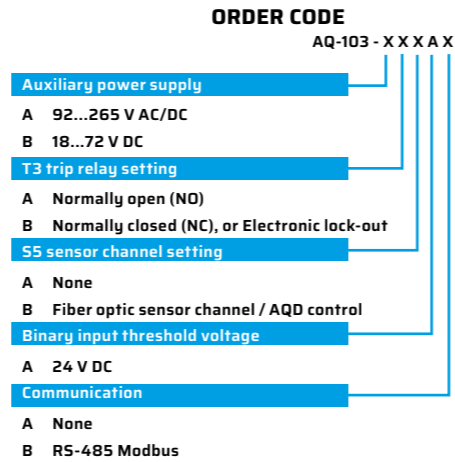 ORDER CODE
AQ-103 - X X X A X
Auxiliary power supply
A 92...265 V AC/DC
B 18...72 V DC
T3 trip relay setting
A Normally open (NO)
B Normally closed (NC), or Electronic lock-out
S5 sensor channel setting
A None
B Fiber optic sensor channel / AQD control
Binary input threshold voltage
A 24 V DC
Communication
A None
B RS-485 Modbus